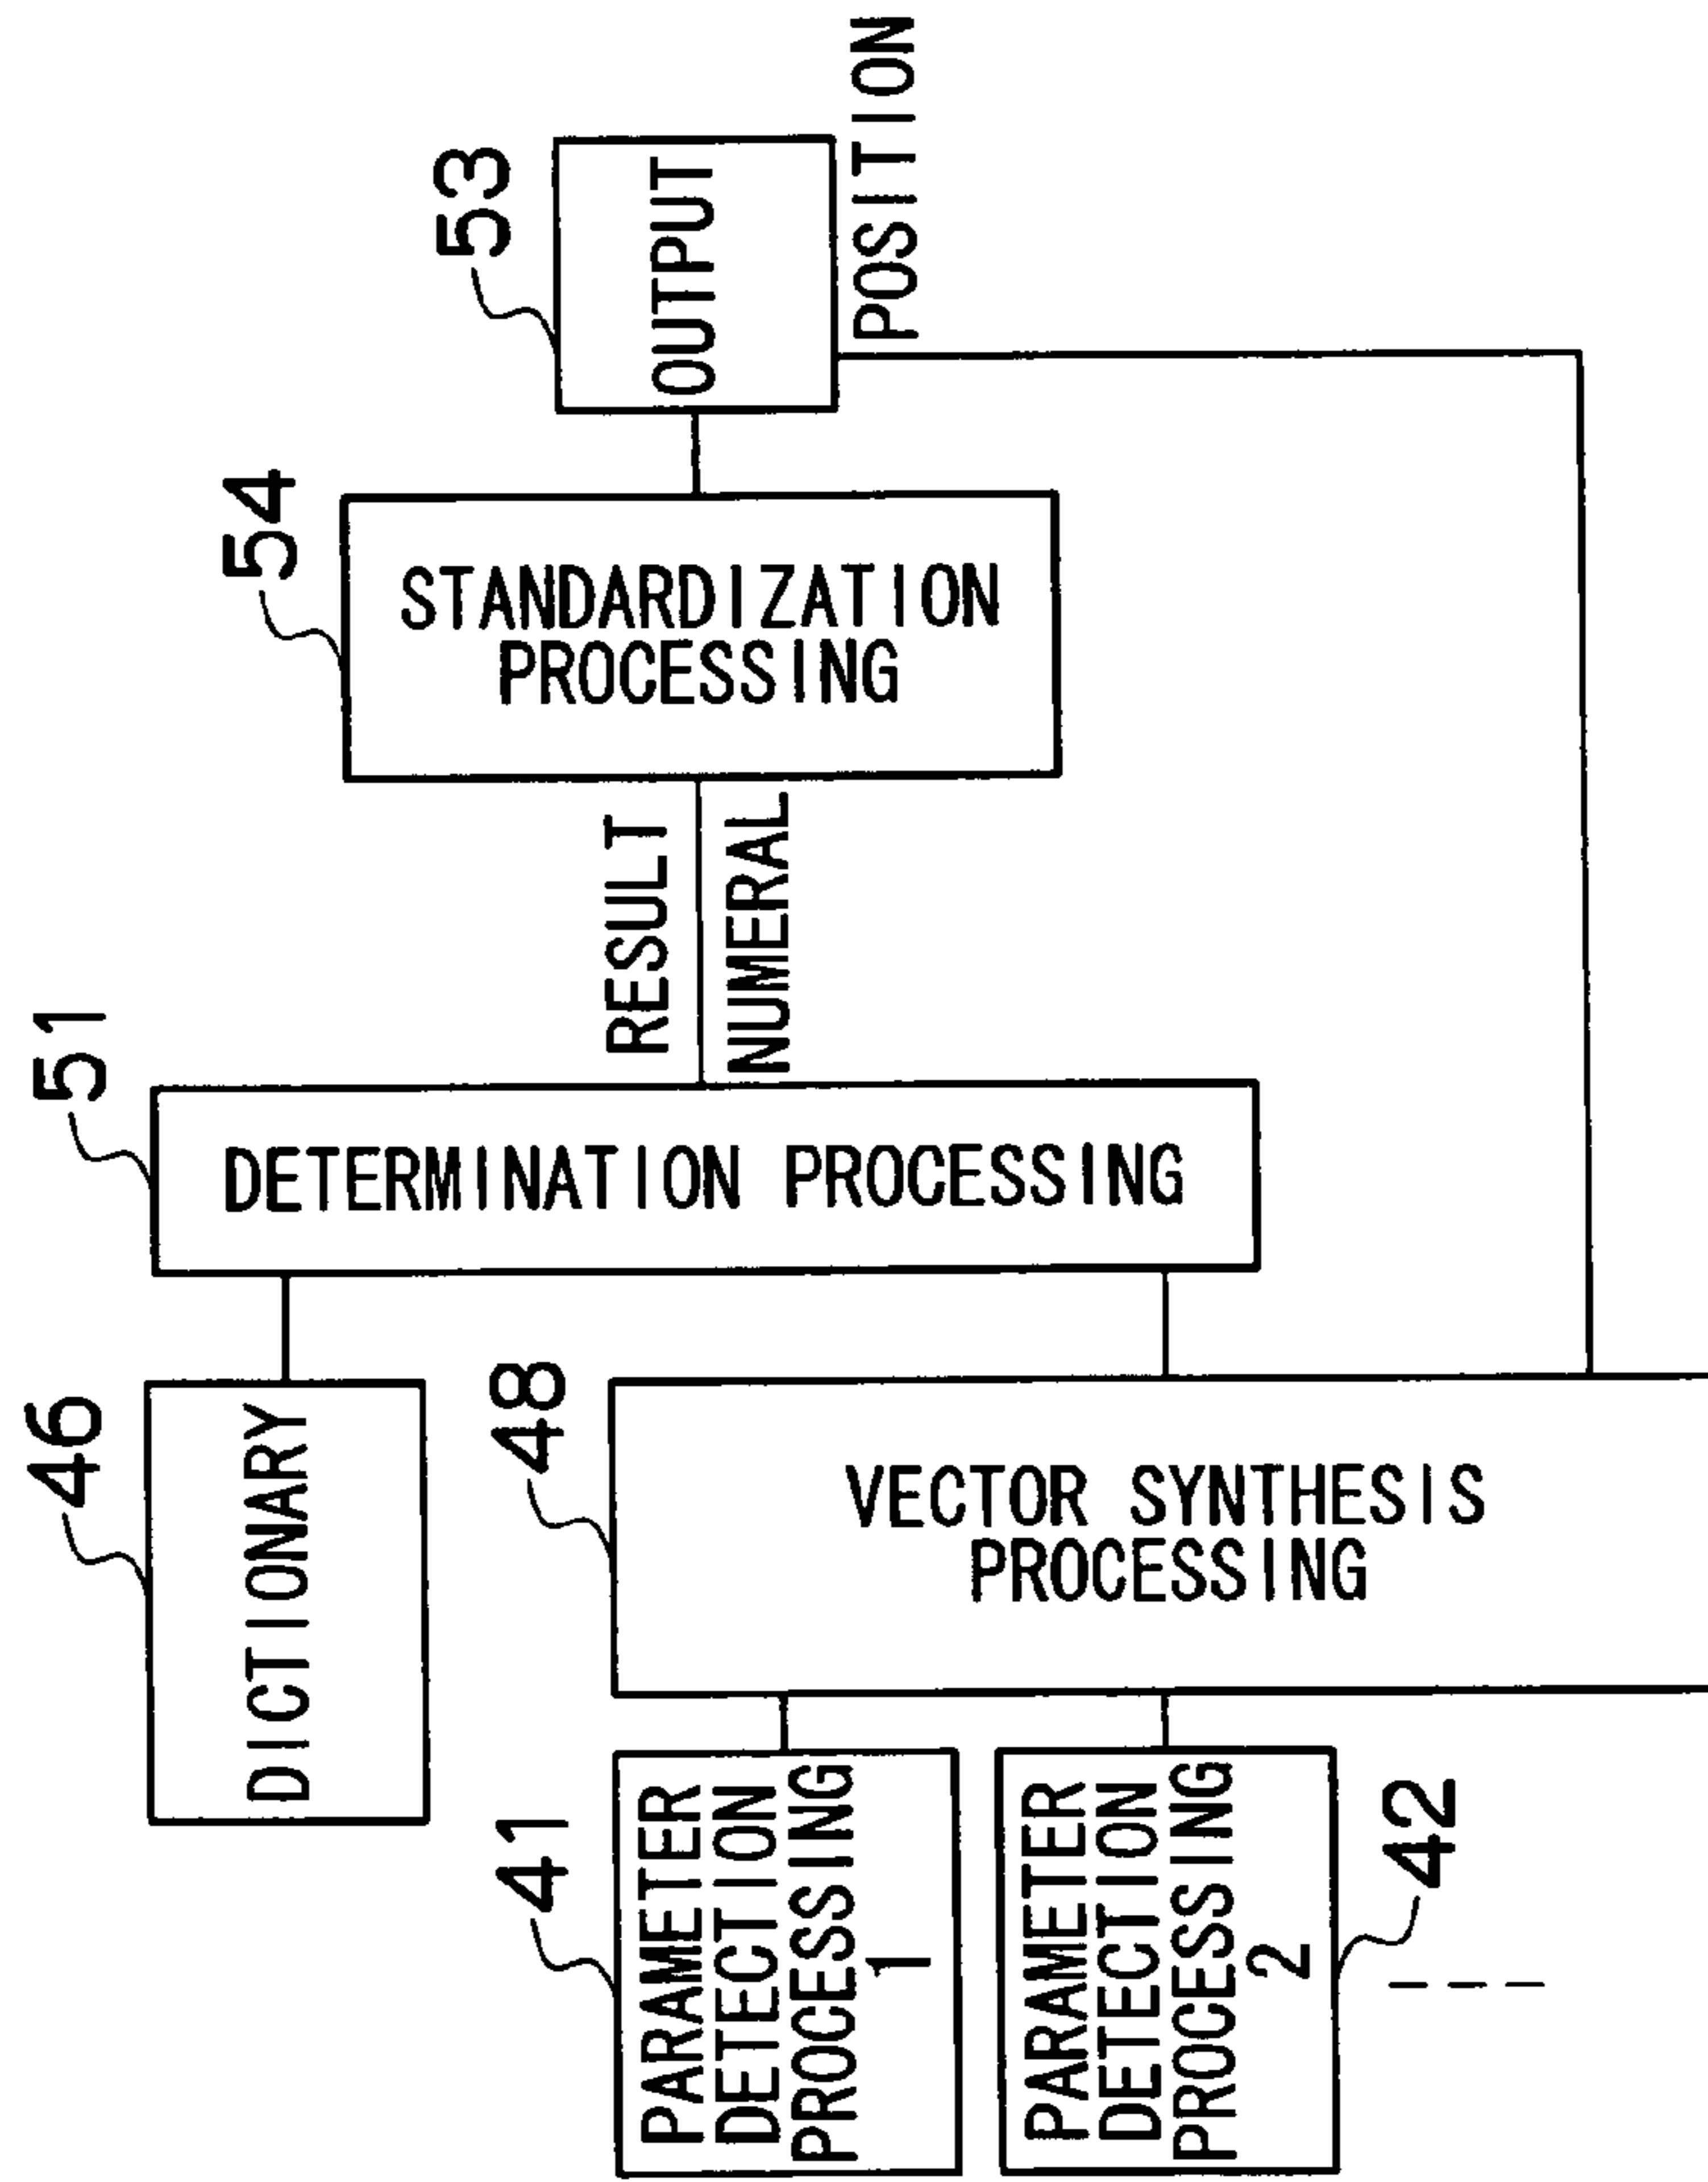 46
DICTIONARY
41
PARAMETER
DETECTION
PROCESSING
1
PARAMETER
DETECTION
PROCESSING
2
42
48
VECTOR SYNTHESIS
PROCESSING
51
DETERMINATION PROCESSING
RESULT
NUMERAL
54
STANDARDIZATION
PROCESSING
53
OUTPUT
POSITION